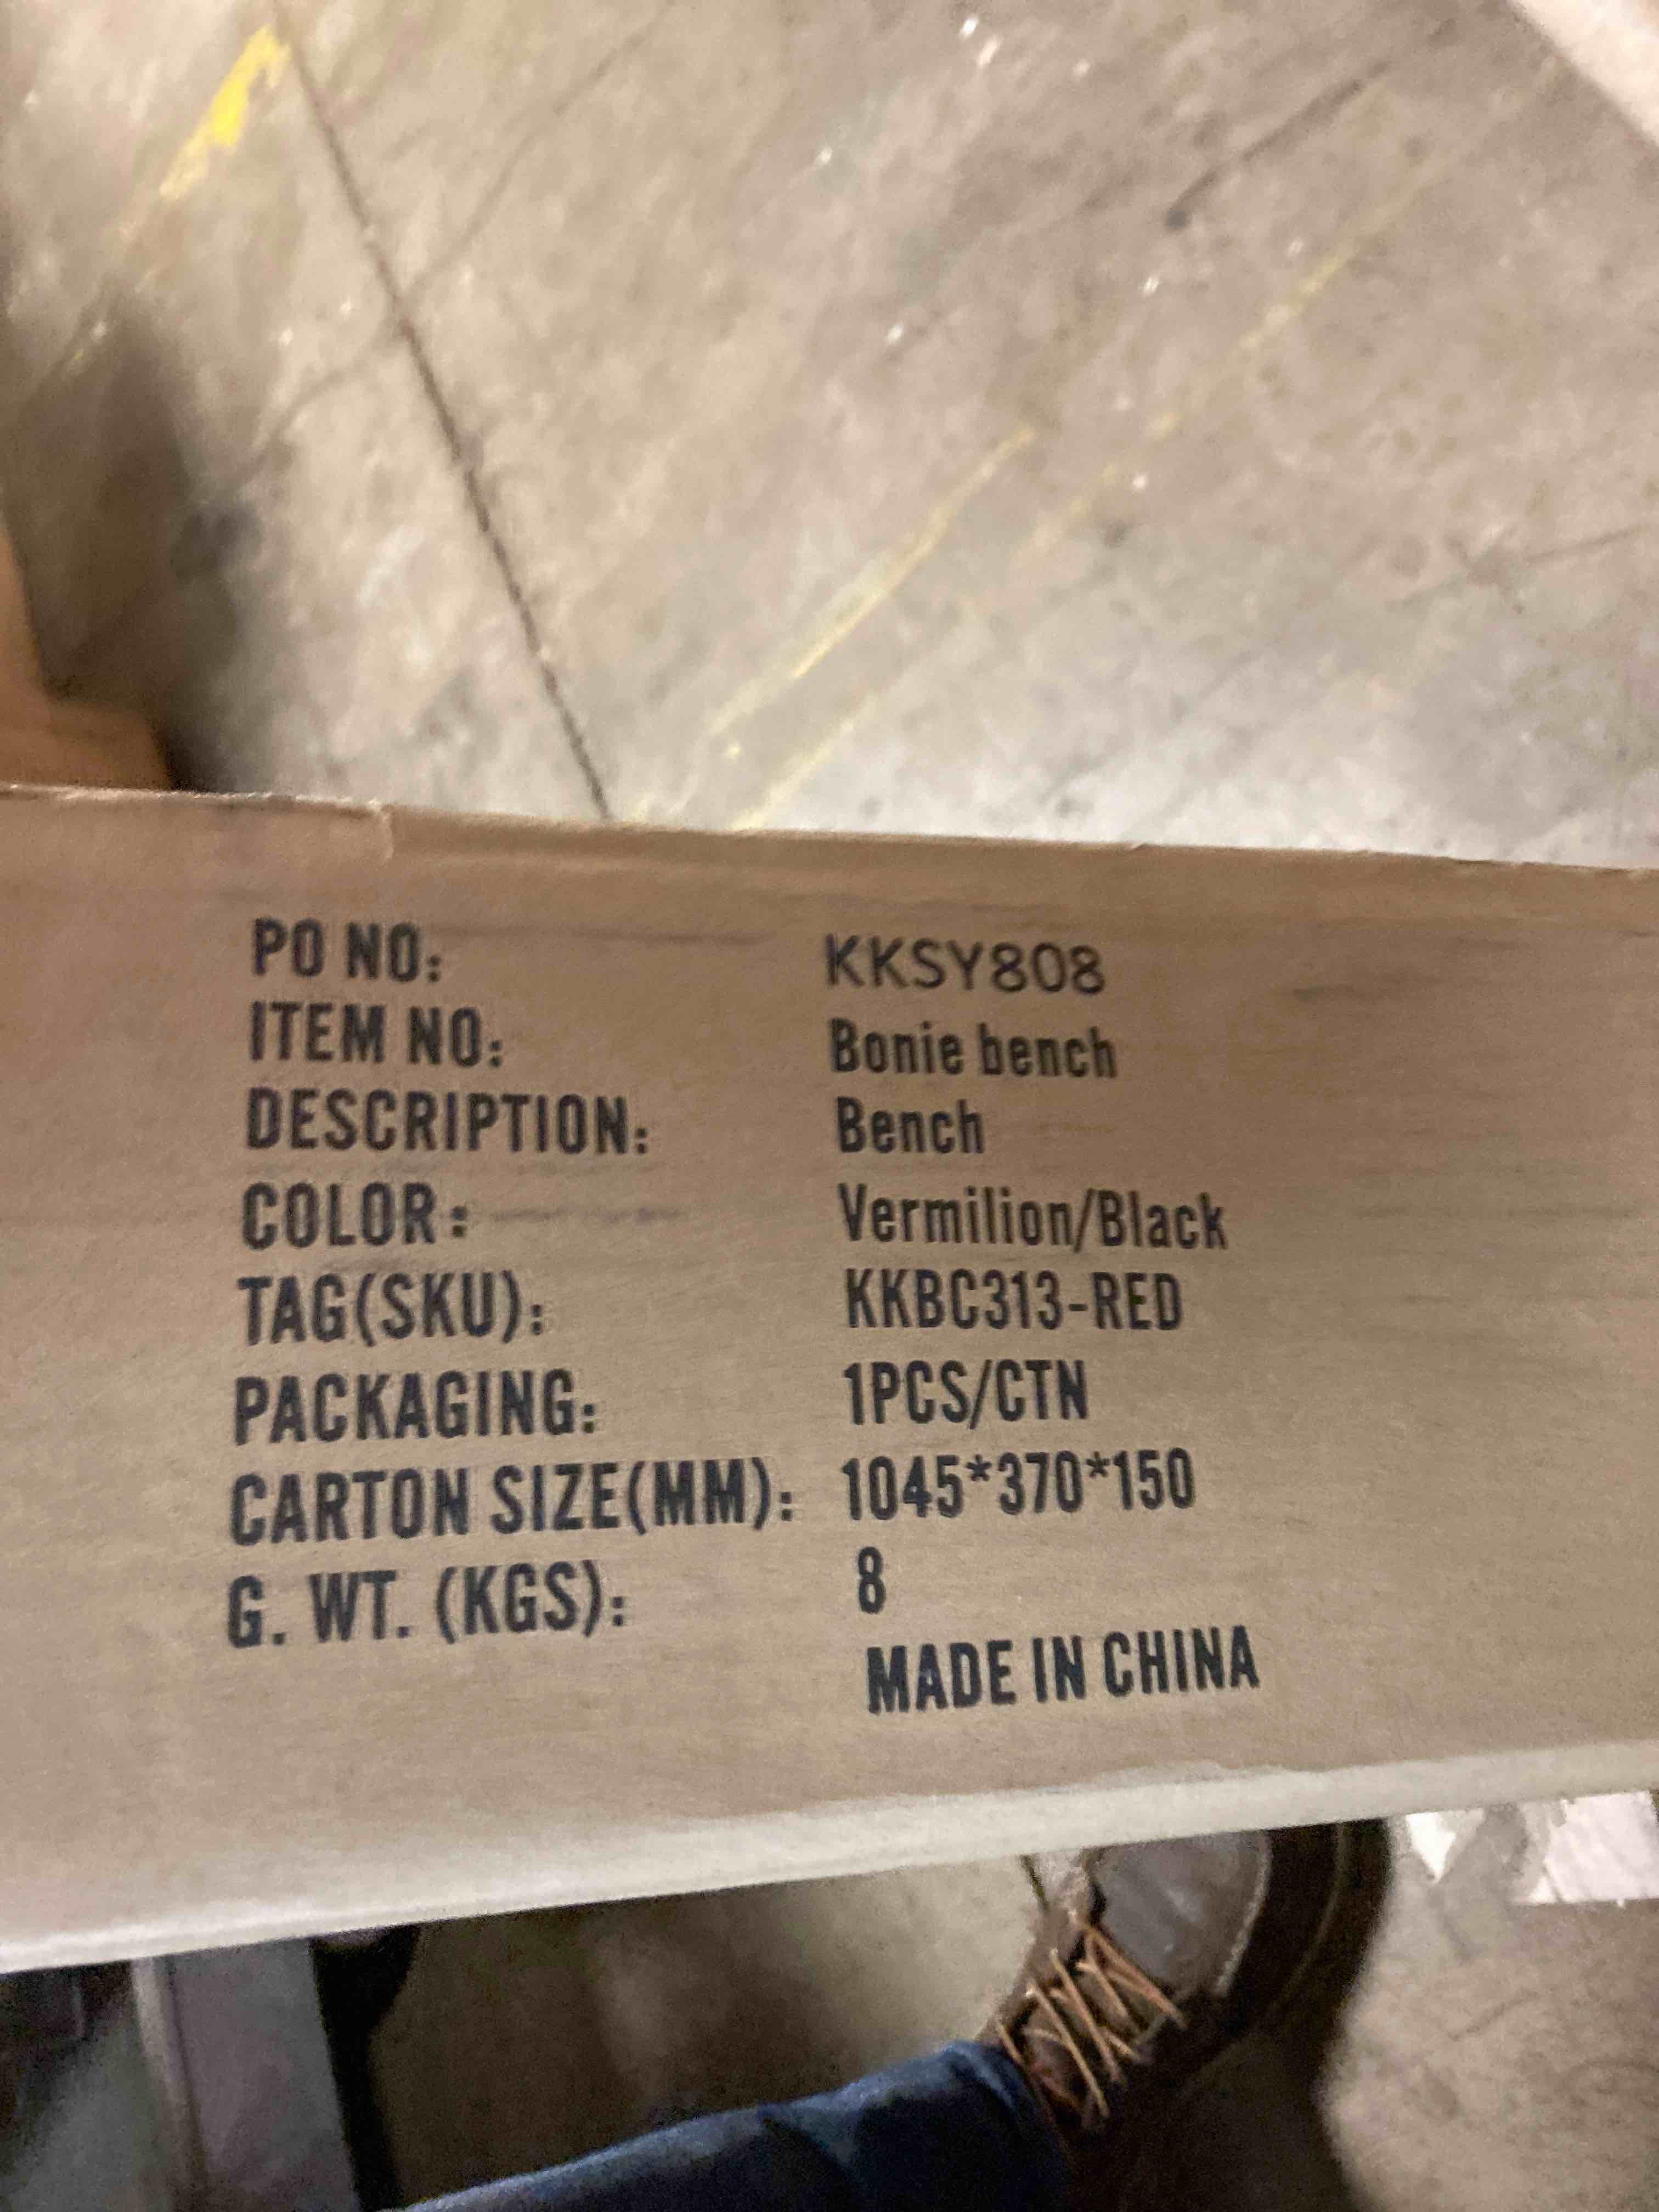 PO NO: KKSY808
ITEM NO: Bonie bench
DESCRIPTION: Bench
COLOR: Vermilion/Black
TAG(SKU): KKBC313-RED
PACKAGING: 1PCS/CTN
CARTON SIZE(MM): 1045*370*150
G. WT. (KGS): 8
MADE IN CHINA